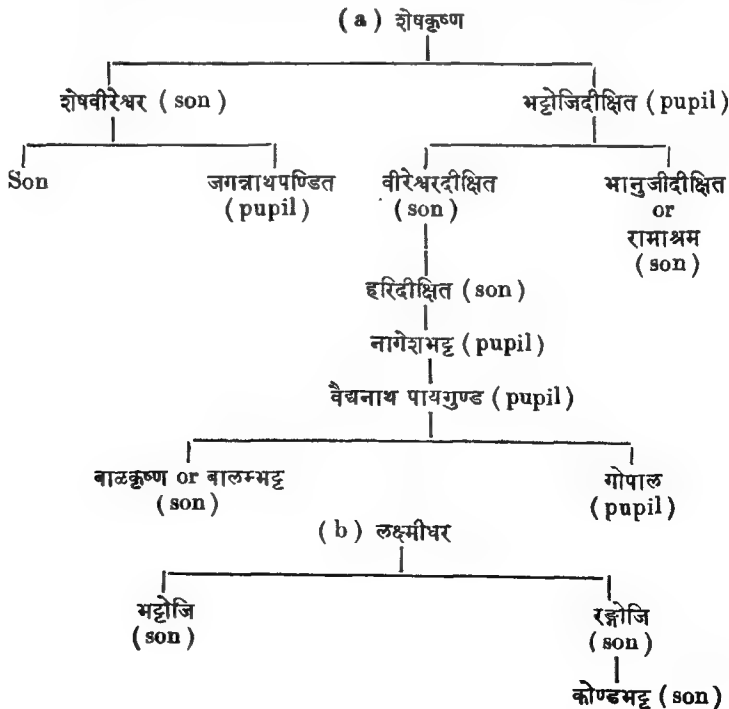 (a) शेषकृष्ण
शेषवीरेश्वर (son) भट्टोजिदीक्षित (pupil)
Son जगन्नाथपण्डित वीरेश्वरदीक्षित भानुजीदीक्षित
(pupil) (son) or
रामाश्रम
(son)
हरिदीक्षित (son)
नागेशभट्ट (pupil)
वैद्यनाथ पायगुण्ड (pupil)
बाळकृष्ण or बालम्भट्ट गोपाल
(son) (pupil)
(b) लक्ष्मीधर
भट्टोजि रङ्गोजि
(son) (son)
कोण्डभट्ट (son)